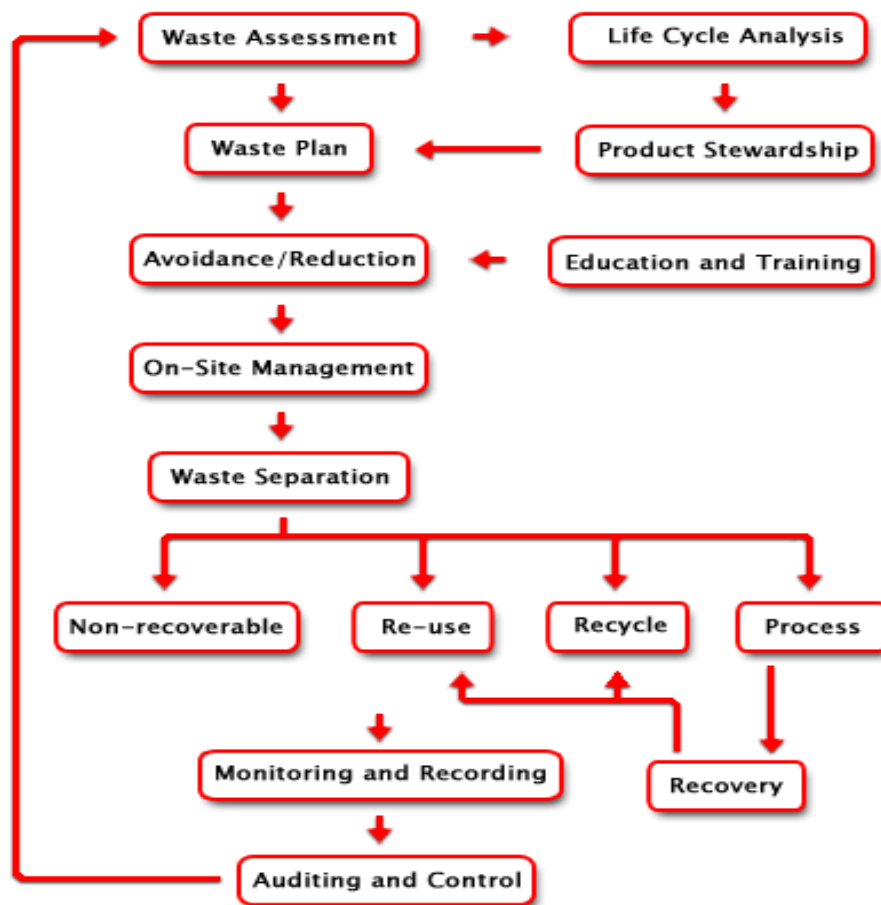 Waste Assessment
Life Cycle Analysis
Waste Plan
Product Stewardship
Avoidance/Reduction
Education and Training
On-Site Management
Waste Separation
Non-recoverable
Re-use
Recycle
Process
Monitoring and Recording
Recovery
Auditing and Control